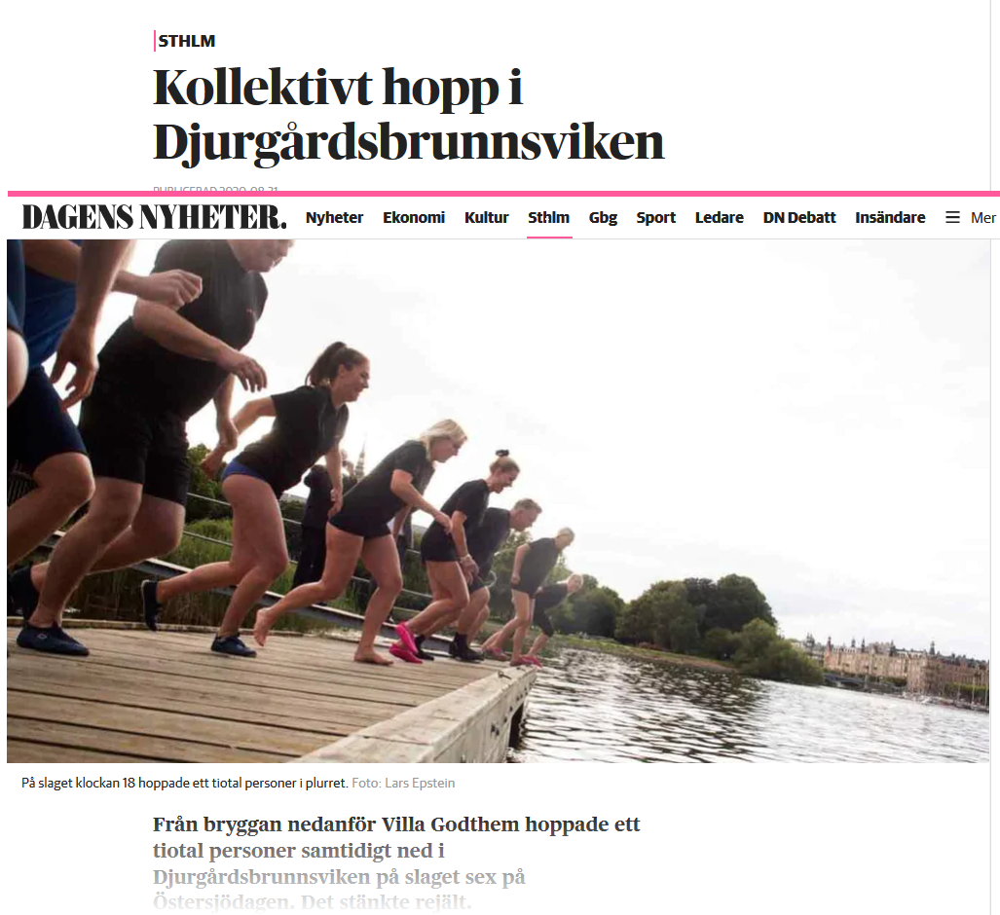 STHLM
Kollektivt hopp i
Djurgårdsbrunnsviken
PUBLICERAD 2020-08-31
DAGENS NYHETER. Nyheter Ekonomi Kultur Sthlm Gbg Sport Ledare DN Debatt Insändare Mer
På slaget klockan 18 hoppade ett tiotal personer i plurret. Foto: Lars Epstein
Från bryggan nedanför Villa Godthem hoppade ett
tiotal personer samtidigt ned i
Djurgårdsbrunnsviken på slaget sex på
Östersjödagen. Det stänkte rejält.